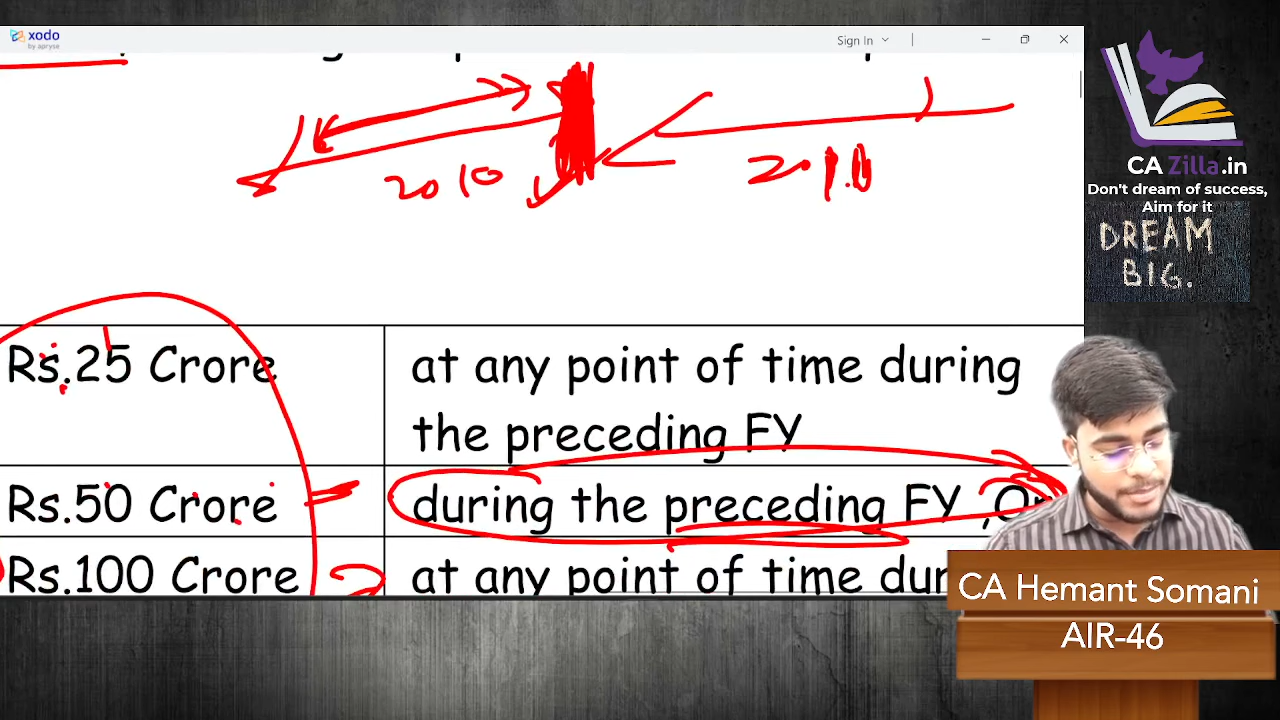 xodo
by apryse
Sign In
2010
Rs.25 Crore
at any point of time during
the preceding FY
Rs.50 Crore
during the preceding FY ,Or
Rs.100 Crore
at any point of time dur
CA Zilla.in
Don't dream of success,
Aim for it
DREAM
BIG.
CA Hemant Somani
AIR-46